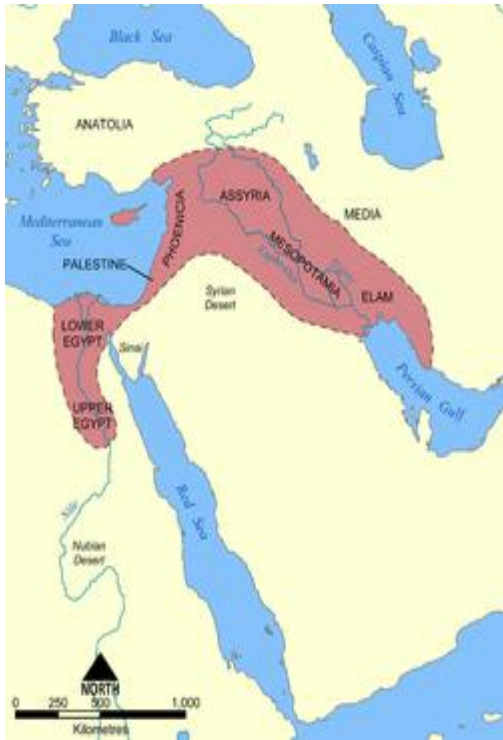 Black Sea
Caspian Sea
ANATOLIA
ASSYRIA
MEDIA
Mediterranean
Sea
PHOENICIA
MESOPOTAMIA
PALESTINE
Euphrates
ELAM
Syrian
Desert
LOWER
EGYPT
Sinai
Persian Gulf
UPPER
EGYPT
Red Sea
Nile
Nubian
Desert
NORTH
0 250 500 1,000
Kilometres